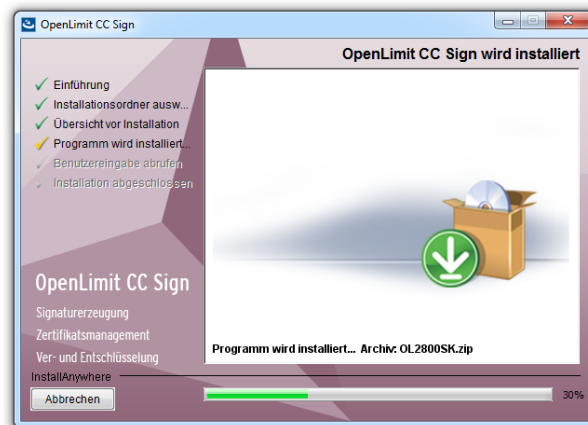 OpenLimit CC Sign
OpenLimit CC Sign wird installiert
Einführung
Installationsordner ausw...
Übersicht vor Installation
Programm wird installiert...
Benutzereingabe abrufen
Installation abgeschlossen
OpenLimit CC Sign
Signaturerzeugung
Zertifikatsmanagement
Ver- und Entschlüsselung
Programm wird installiert... Archiv: OL2800SK.zip
InstallAnywhere
Abbrechen
30%